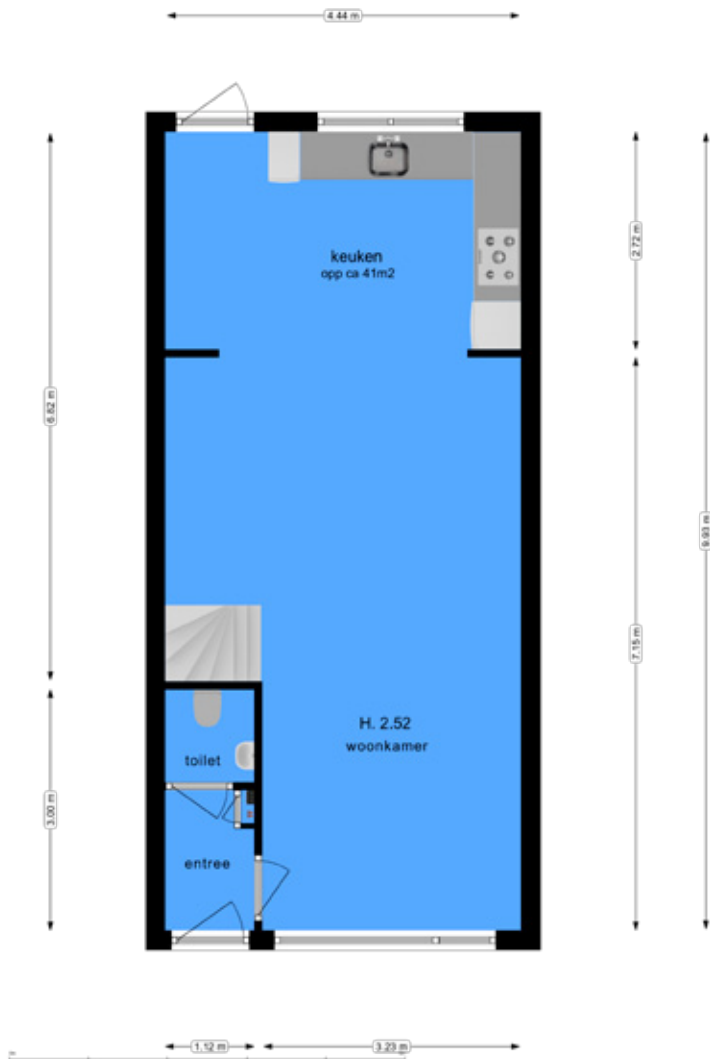 4.44 m
keuken
opp ca 41m2
2.72 m
6.82 m
9.93 m
7.15 m
H. 2.52
woonkamer
toilet
3.00 m
entree
1.12 m
3.23 m